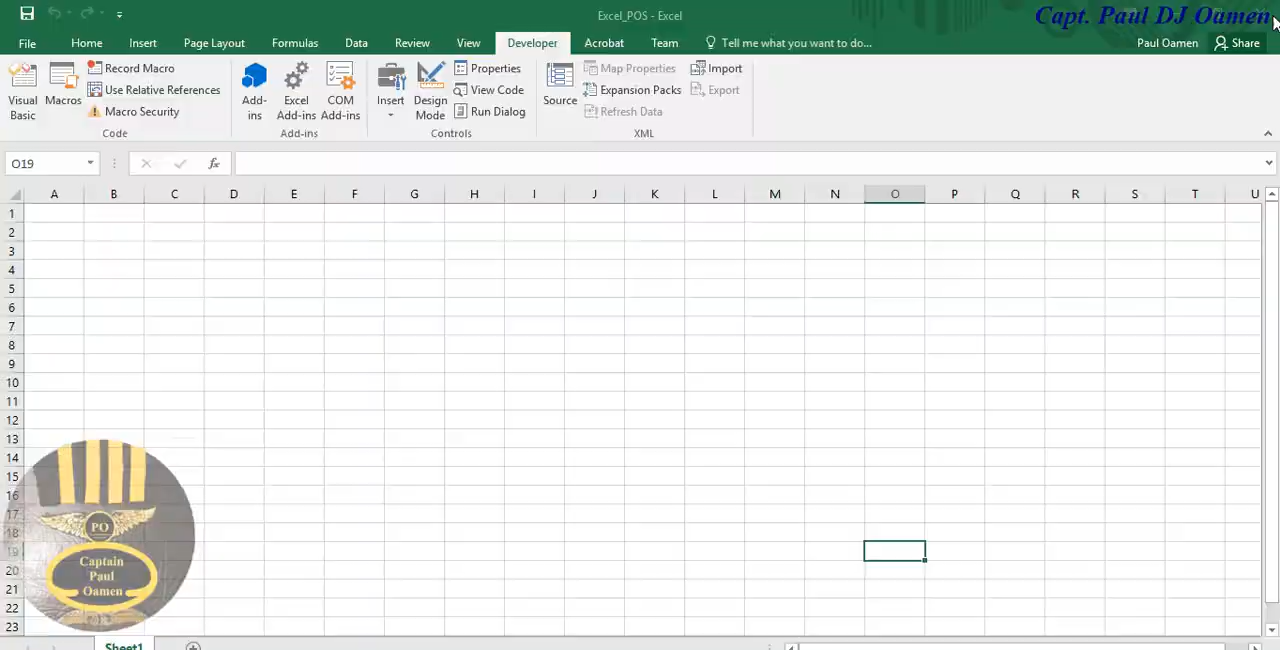 Excel_POS - Excel
Capt. Paul DJ Oamen
File Home Insert Page Layout Formulas Data Review View Developer Acrobat Team Tell me what you want to do... Paul Oamen Share
Visual Basic
Macros
Record Macro
Use Relative References
Macro Security
Code
Add-ins
Excel Add-ins
COM Add-ins
Add-ins
Insert
Design Mode
Properties
View Code
Run Dialog
Controls
Source
Map Properties
Expansion Packs
Refresh Data
Import
Export
XML
O19
fx
A B C D E F G H I J K L M N O P Q R S T U
1
2
3
4
5
6
7
8
9
10
11
12
13
14
15
16
17
18
19
20
21
22
23
PO
Captain
Paul
Oamen
Sheet1